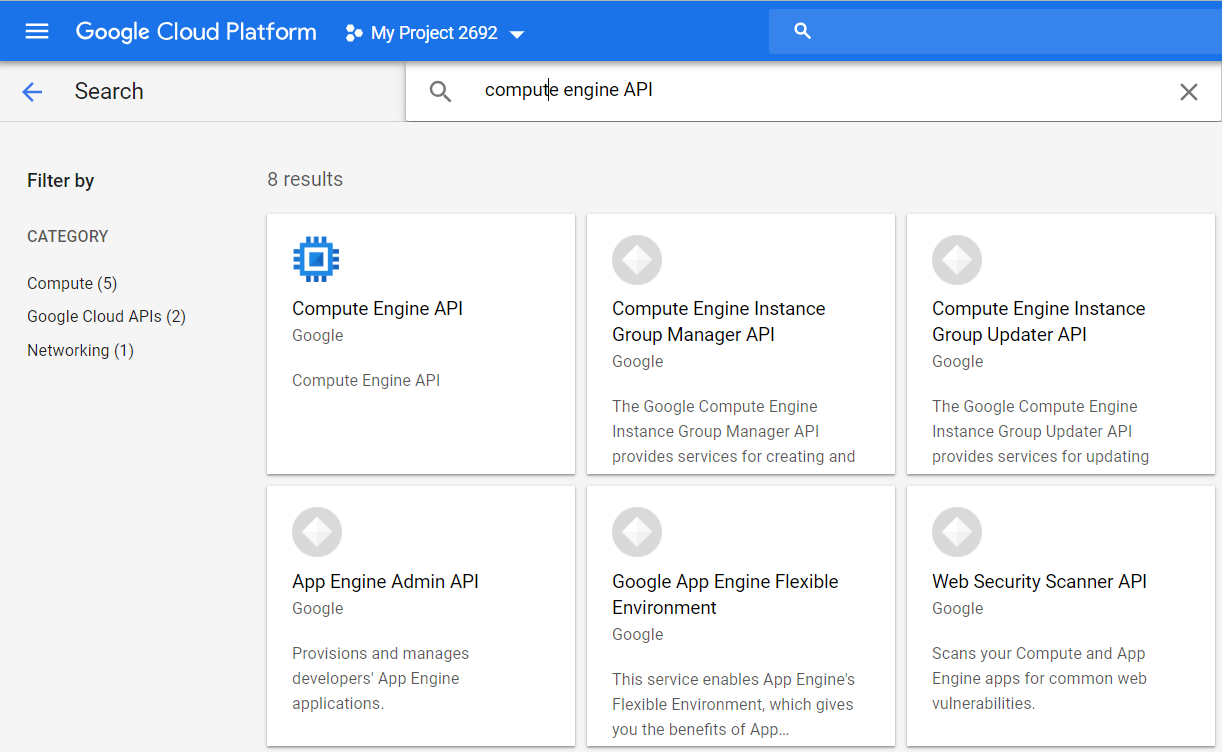 Google Cloud Platform
My Project 2692
Search
compute engine API
Filter by
CATEGORY
Compute (5)
Google Cloud APIs (2)
Networking (1)
8 results
Compute Engine API
Google
Compute Engine API
Compute Engine Instance
Group Manager API
Google
The Google Compute Engine
Instance Group Manager API
provides services for creating and
Compute Engine Instance
Group Updater API
Google
The Google Compute Engine
Instance Group Updater API
provides services for updating
App Engine Admin API
Google
Provisions and manages
developers' App Engine
applications.
Google App Engine Flexible
Environment
Google
This service enables App Engine's
Flexible Environment, which gives
you the benefits of App...
Web Security Scanner API
Google
Scans your Compute and App
Engine apps for common web
vulnerabilities.